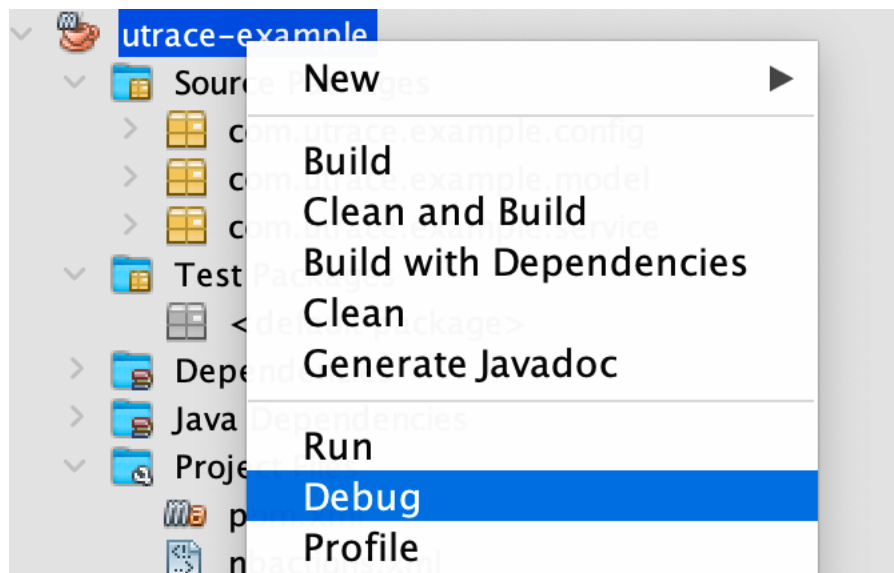 utrace-example
Source Packages
New
com.utrace.example.config
Build
com.utrace.example.model
Clean and Build
com.utrace.example.service
Build with Dependencies
Test Packages
Clean
<default package>
Generate Javadoc
Dependencies
Java Dependencies
Run
Project Files
Debug
pom.xml
Profile
nbactions.xml